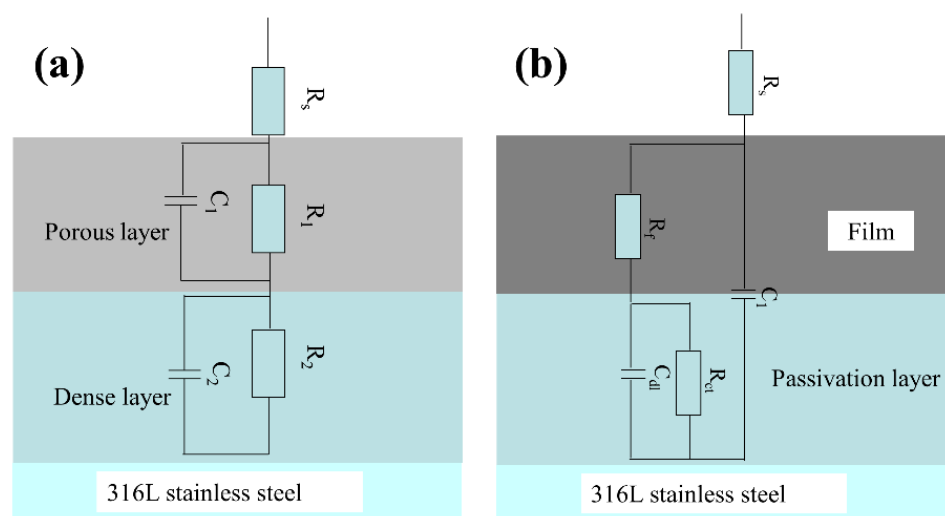 (a)
Rs
C1
R1
Porous layer
C2
R2
Dense layer
316L stainless steel
(b)
Rs
Rf
Film
C1
Cdl
Rct
Passivation layer
316L stainless steel